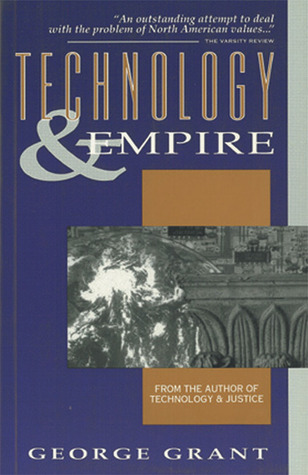 "An outstanding attempt to deal
with the problem of North American values..."
THE VARSITY REVIEW
TECHNOLOGY
& EMPIRE
FROM THE AUTHOR OF
TECHNOLOGY & JUSTICE
GEORGE GRANT